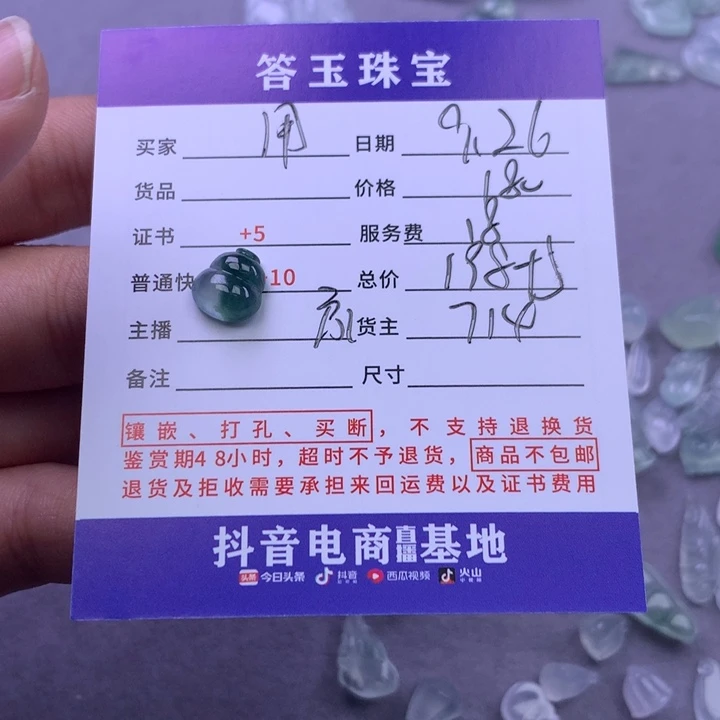 答玉珠宝
买家 日期 9.26
货品 价格 180
证书 +5 服务费 18
普通快 10 总价 198+5
主播 货主 714
备注 尺寸
镶嵌、打孔、买断，不支持退换货
鉴赏期48小时，超时不予退货，商品不包邮
退货及拒收需要承担来回运费以及证书费用
抖音电商直播基地
头条 今日头条 抖音 西瓜视频 火山